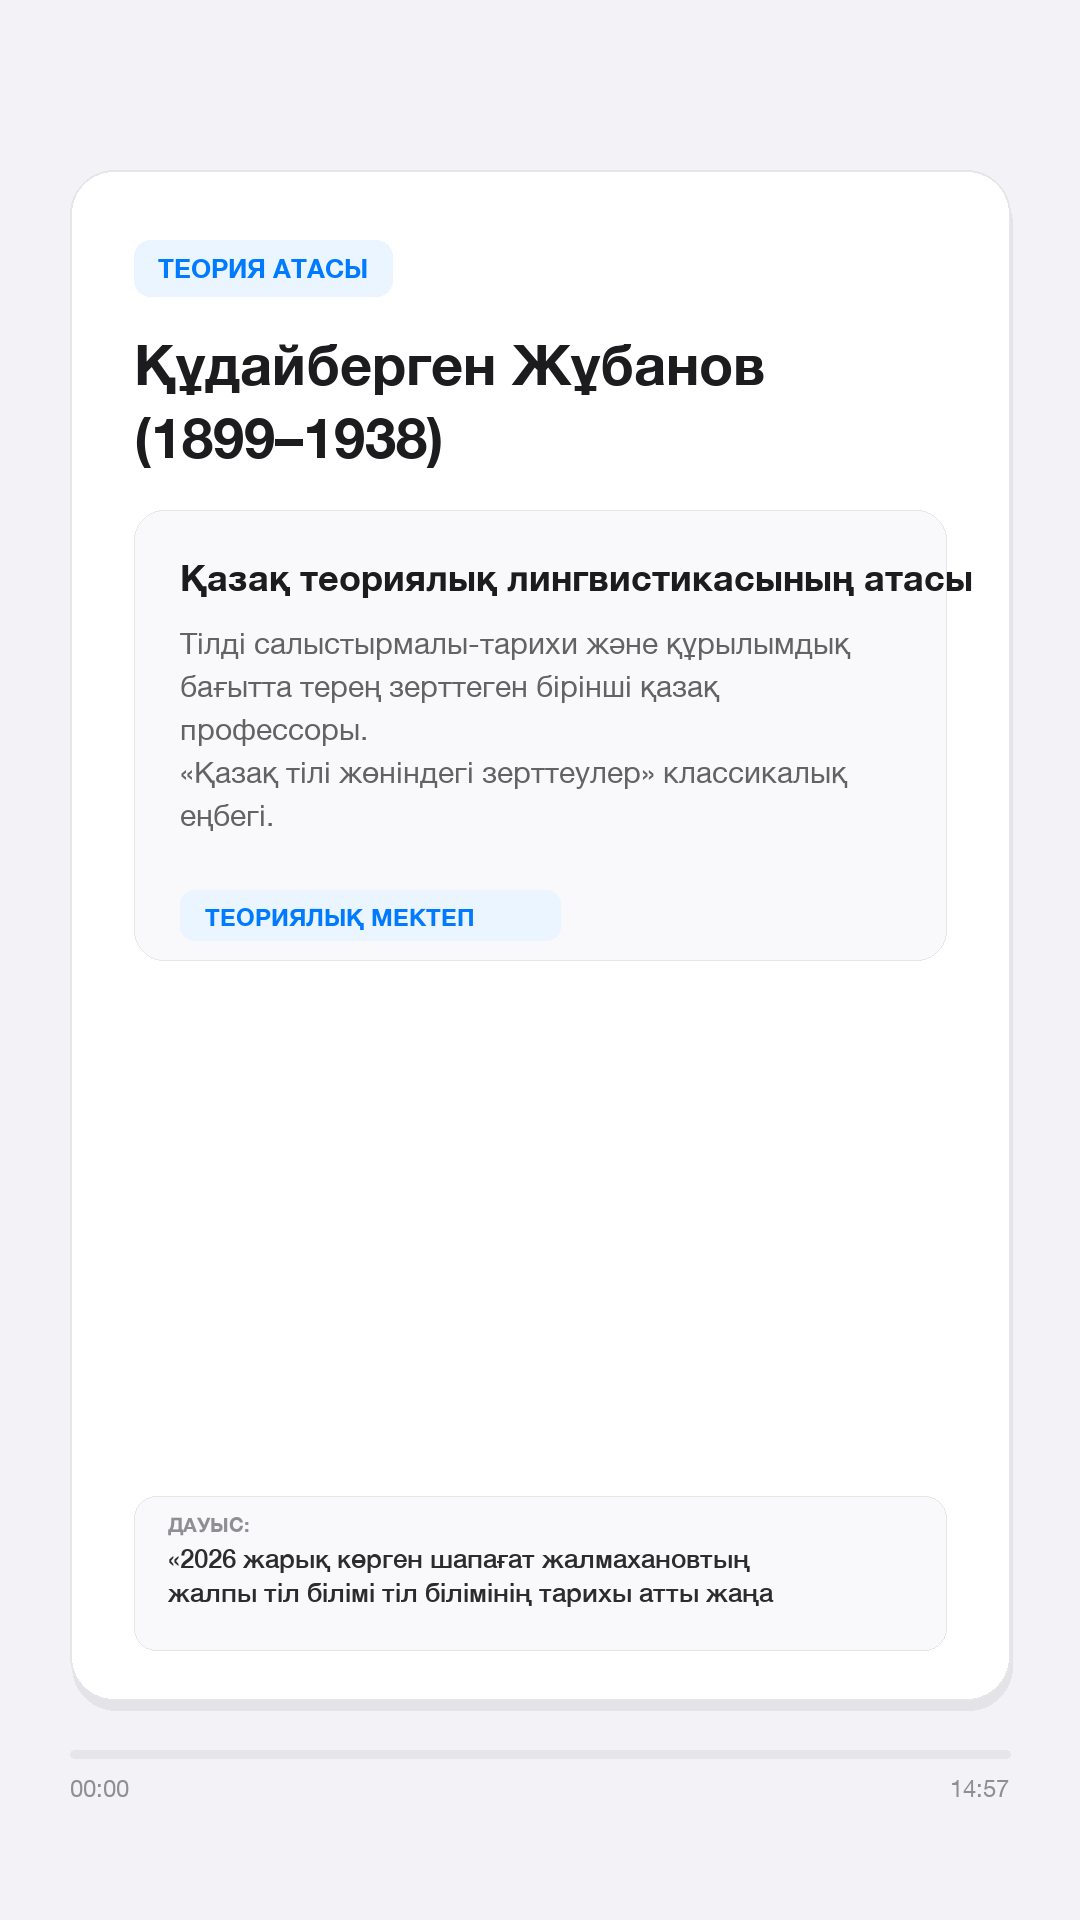 ТЕОРИЯ АТАСЫ
Құдайберген Жұбанов
(1899–1938)
Қазақ теориялық лингвистикасының атасы
Тілді салыстырмалы-тарихи және құрылымдық
бағытта терең зерттеген бірінші қазақ
профессоры.
«Қазақ тілі жөніндегі зерттеулер» классикалық
еңбегі.
ТЕОРИЯЛЫҚ МЕКТЕП
ДАУЫС:
«2026 жарық көрген шапағат жалмахановтың
жалпы тіл білімі тіл білімінің тарихы атты жаңа
00:00
14:57